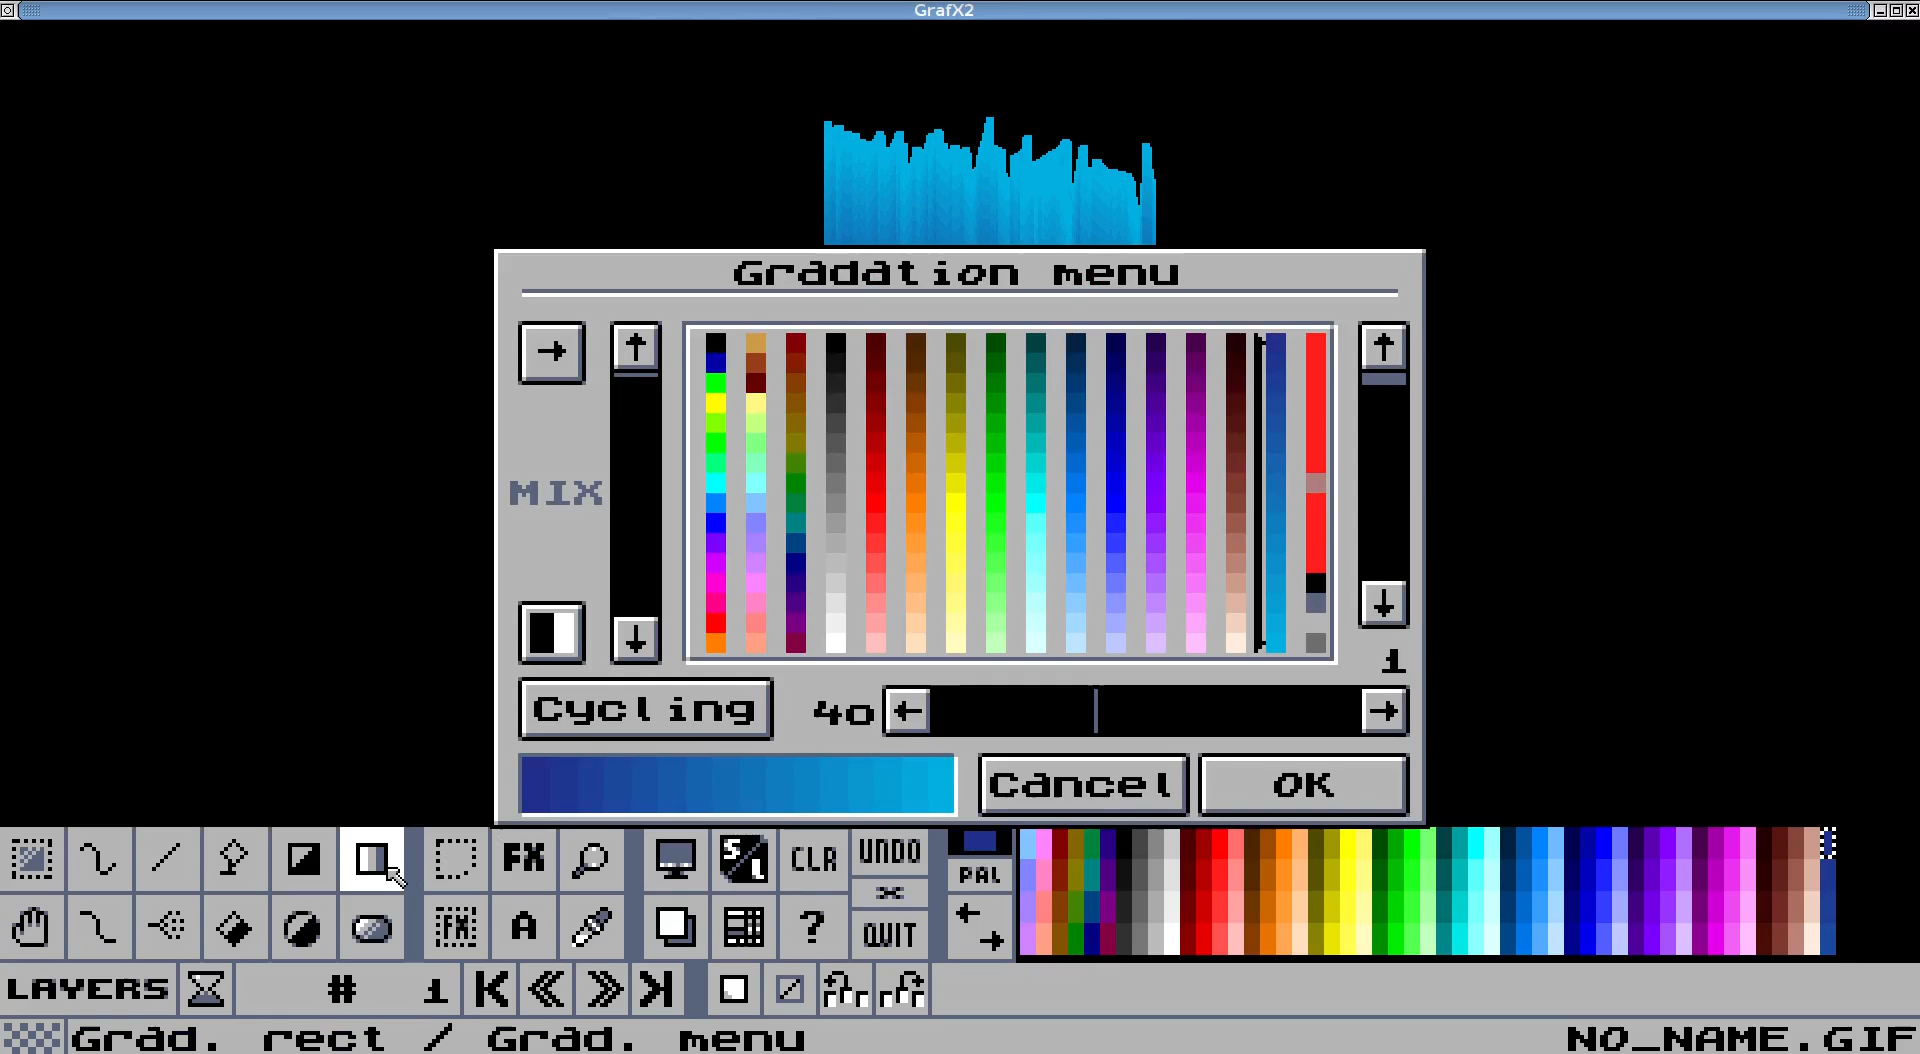 GrafX2
Gradation menu
MIX
1
Cycling
40
Cancel
OK
FX
S/L
CLR
UNDO
PAL
FX
A
?
QUIT
LAYERS
# 1
Grad. rect / Grad. menu
NO_NAME.GIF